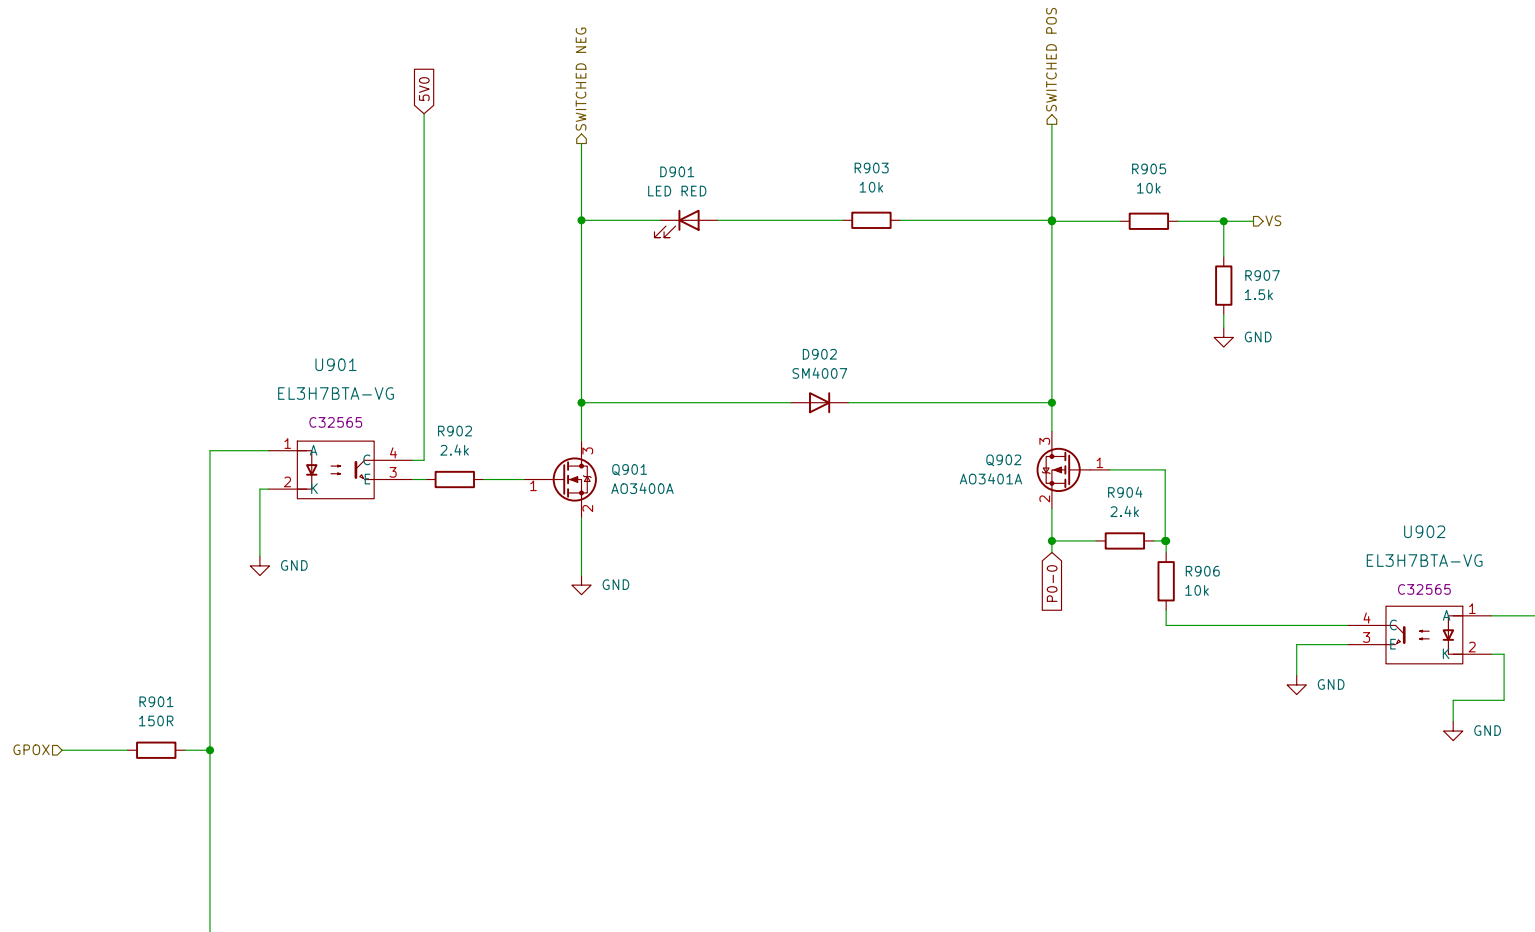 SWITCHED NEG
SWITCHED POS
5V0
D901
LED RED
R903
10k
R905
10k
VS
R907
1.5k
GND
D902
SM4007
U901
EL3H7BTA-VG
C32565
1
A
2
K
4
C
3
E
R902
2.4k
1
3
2
Q901
AO3400A
GND
GND
Q902
AO3401A
3
1
2
R904
2.4k
P0-0
R906
10k
U902
EL3H7BTA-VG
C32565
4
C
3
E
A
1
K
2
GND
GND
R901
150R
GPOX